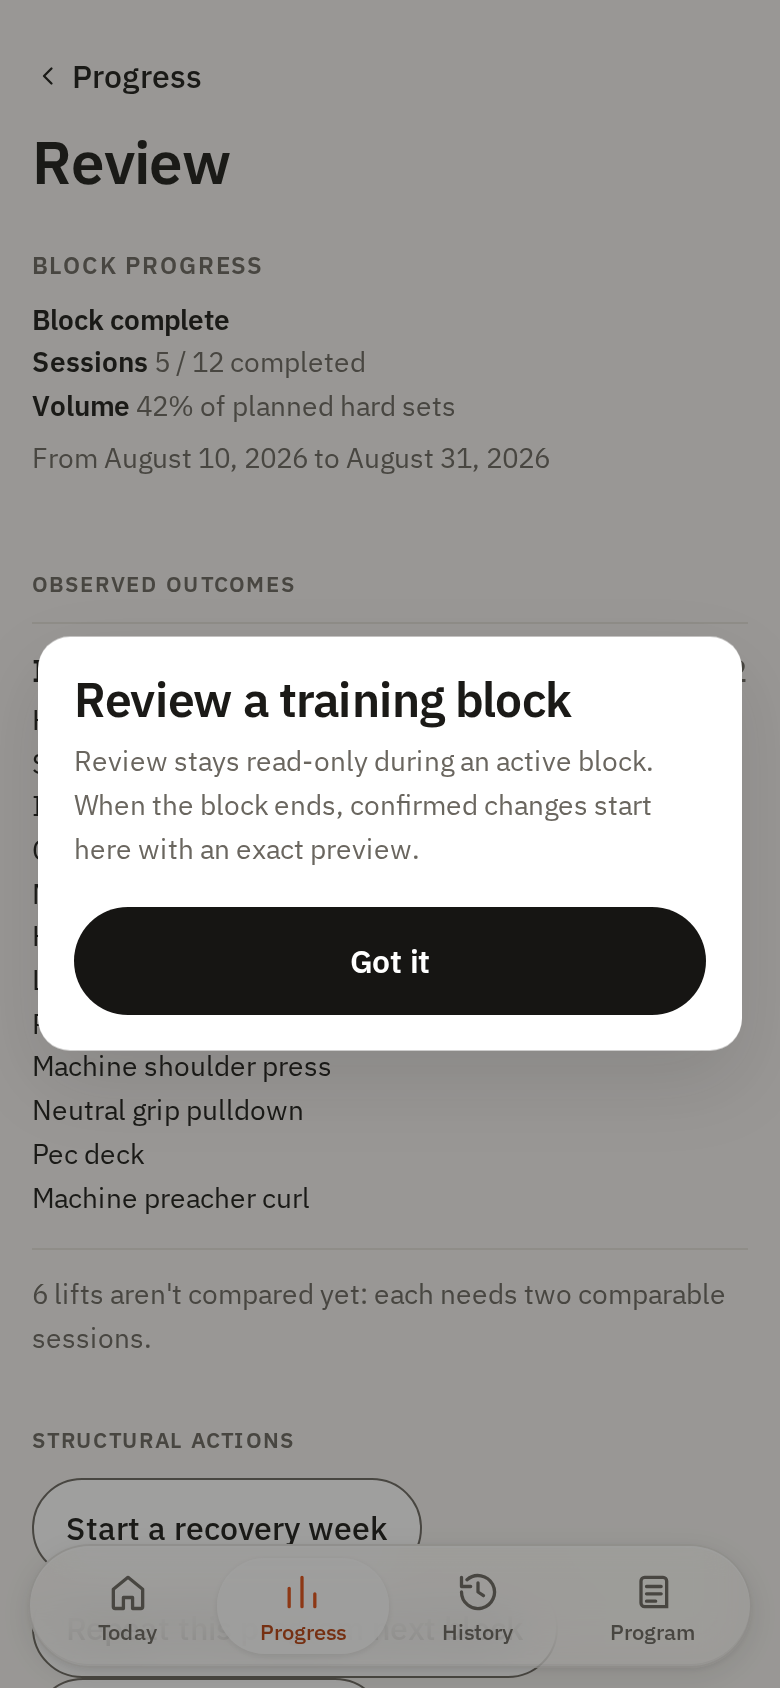 Progress
Review
BLOCK PROGRESS
Block complete
Sessions 5 / 12 completed
Volume 42% of planned hard sets
From August 10, 2026 to August 31, 2026
OBSERVED OUTCOMES
Review a training block
Review stays read-only during an active block.
When the block ends, confirmed changes start
here with an exact preview.
Got it
Machine shoulder press
Neutral grip pulldown
Pec deck
Machine preacher curl
6 lifts aren't compared yet: each needs two comparable
sessions.
STRUCTURAL ACTIONS
Start a recovery week
Today
Progress
History
Program